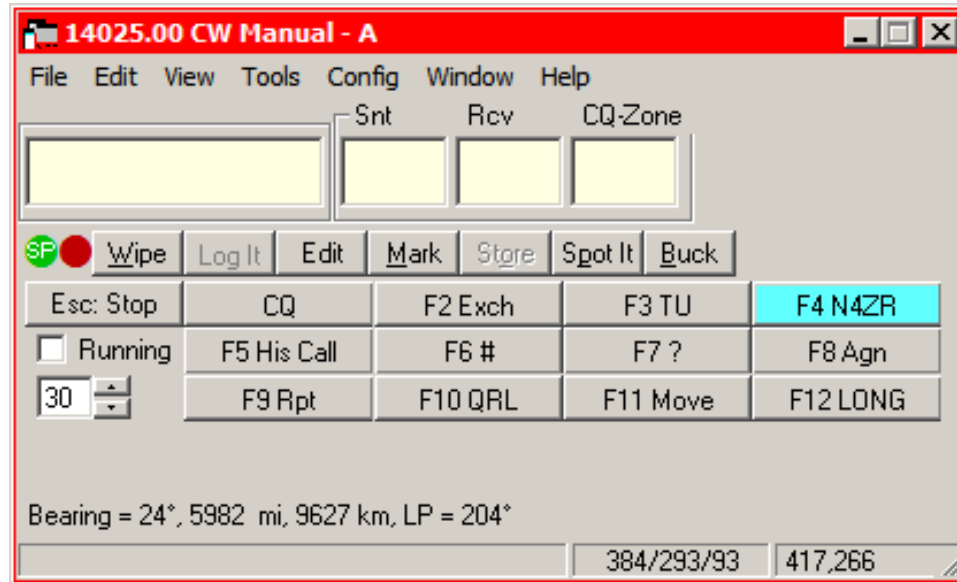 14025.00 CW Manual - A
File Edit View Tools Config Window Help
Snt Rcv CQ-Zone
SP Wipe Log It Edit Mark Store Spot It Buck
Esc: Stop CQ F2 Exch F3 TU F4 N4ZR
Running F5 His Call F6 # F7 ? F8 Agn
30 F9 Rpt F10 QRL F11 Move F12 LONG
Bearing = 24°, 5982 mi, 9627 km, LP = 204°
384/293/93 417,266